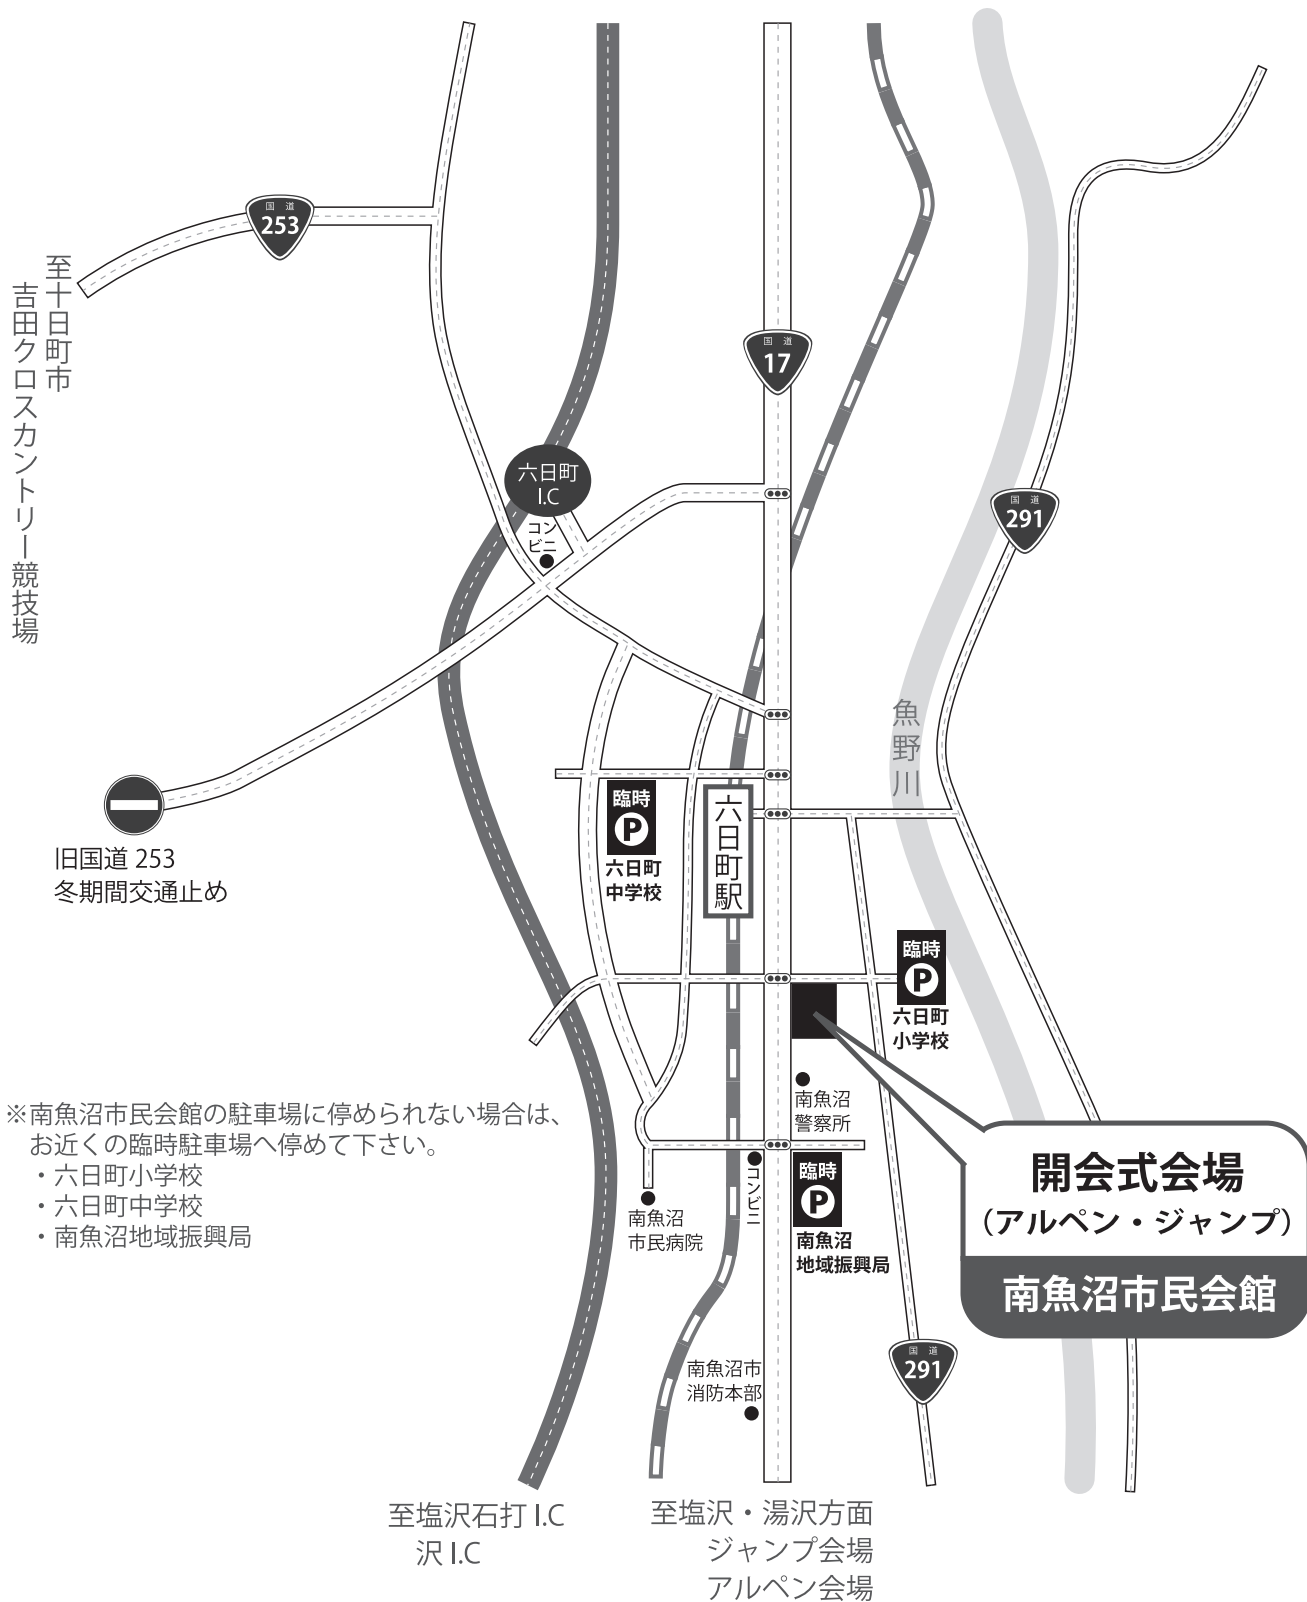 国道
253
至十日町市
吉田クロスカントリー競技場
国道
17
六日町
I.C
コン
ビニ
国道
291
魚野川
旧国道 253
冬期間交通止め
臨時
P
六日町
中学校
六日町駅
臨時
P
六日町
小学校
南魚沼
警察所
※南魚沼市民会館の駐車場に停められない場合は、
お近くの臨時駐車場へ停めて下さい。
・六日町小学校
・六日町中学校
・南魚沼地域振興局
開会式会場
（アルペン・ジャンプ）
南魚沼市民会館
コンビニ
臨時
P
南魚沼
地域振興局
南魚沼
市民病院
国道
291
南魚沼市
消防本部
至塩沢石打 I.C
沢 I.C
至塩沢・湯沢方面
ジャンプ会場
アルペン会場